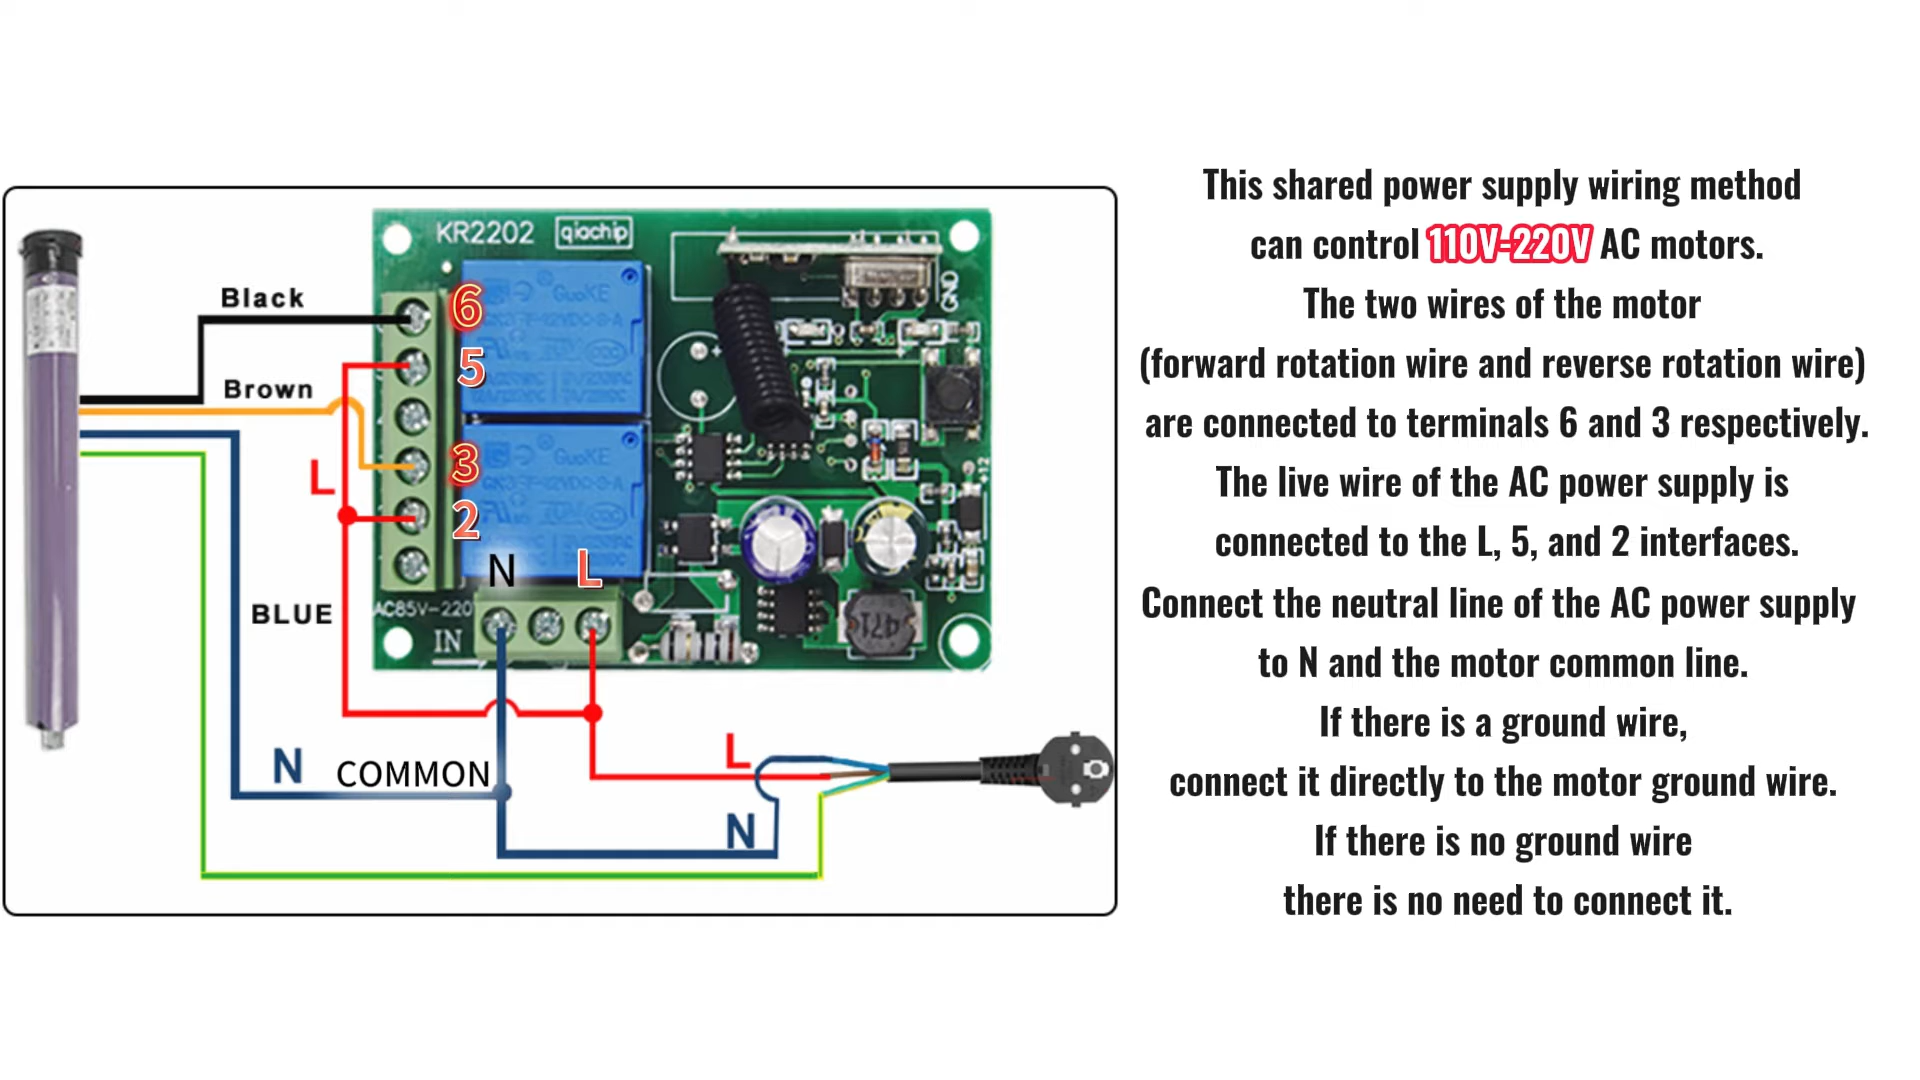 This shared power supply wiring method
can control 110V-220V AC motors.
The two wires of the motor
(forward rotation wire and reverse rotation wire)
are connected to terminals 6 and 3 respectively.
The live wire of the AC power supply is
connected to the L, 5, and 2 interfaces.
Connect the neutral line of the AC power supply
to N and the motor common line.
If there is a ground wire,
connect it directly to the motor ground wire.
If there is no ground wire
there is no need to connect it.
KR2202
qiachip
GND
6
GuoKE
Black
5
Brown
3
GuoKE
L
2
+12
N
L
AC85V-220
BLUE
IN
471
L
N
COMMON
N